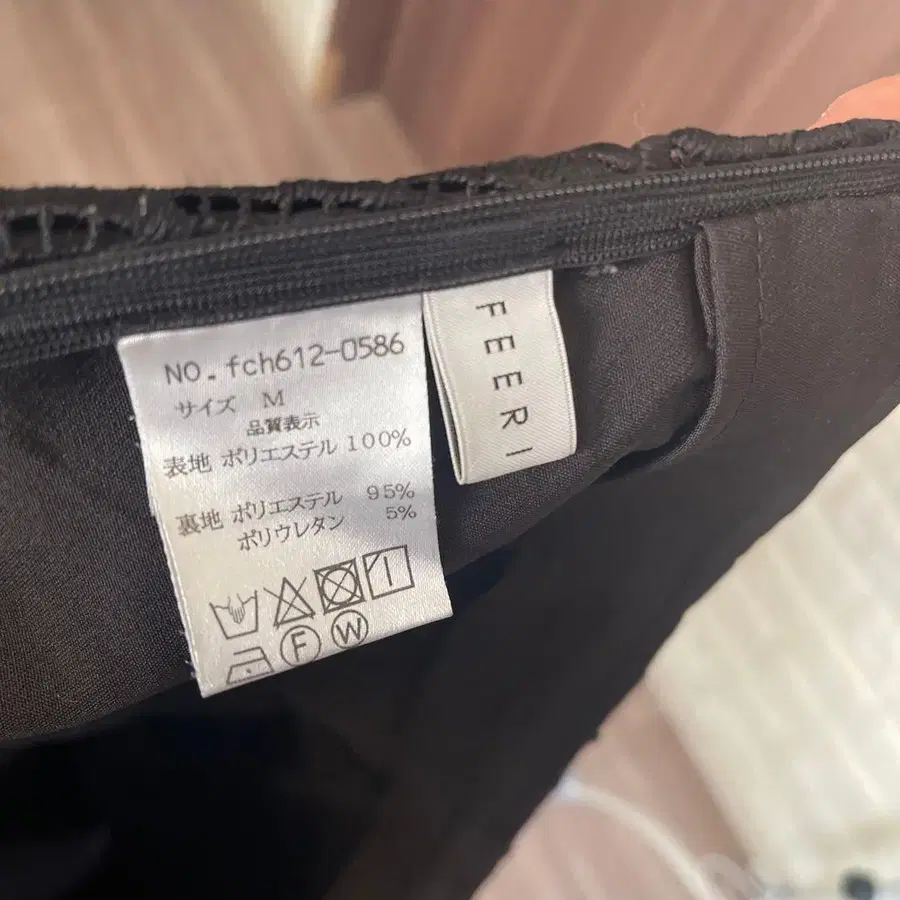 NO.fch612-0586
サイズ M
品質表示
表地 ポリエステル 100%
裏地 ポリエステル 95%
ポリウレタン 5%
F W
FEERI